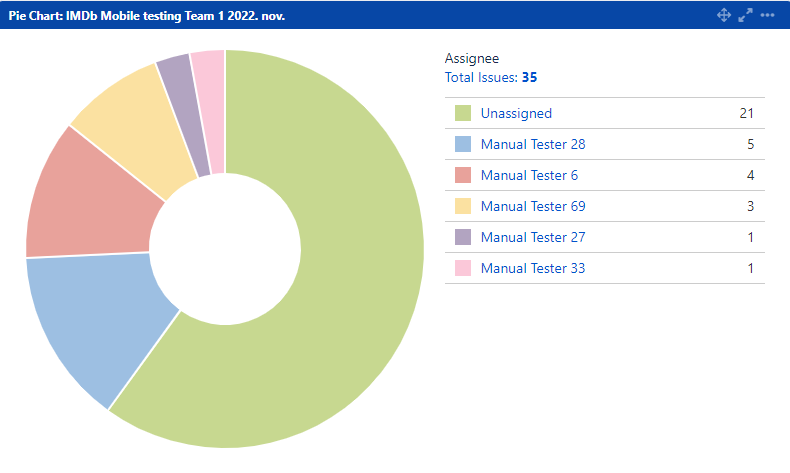 Pie Chart: IMDb Mobile testing Team 1 2022. nov.
Assignee
Total Issues: 35
Unassigned 21
Manual Tester 28 5
Manual Tester 6 4
Manual Tester 69 3
Manual Tester 27 1
Manual Tester 33 1